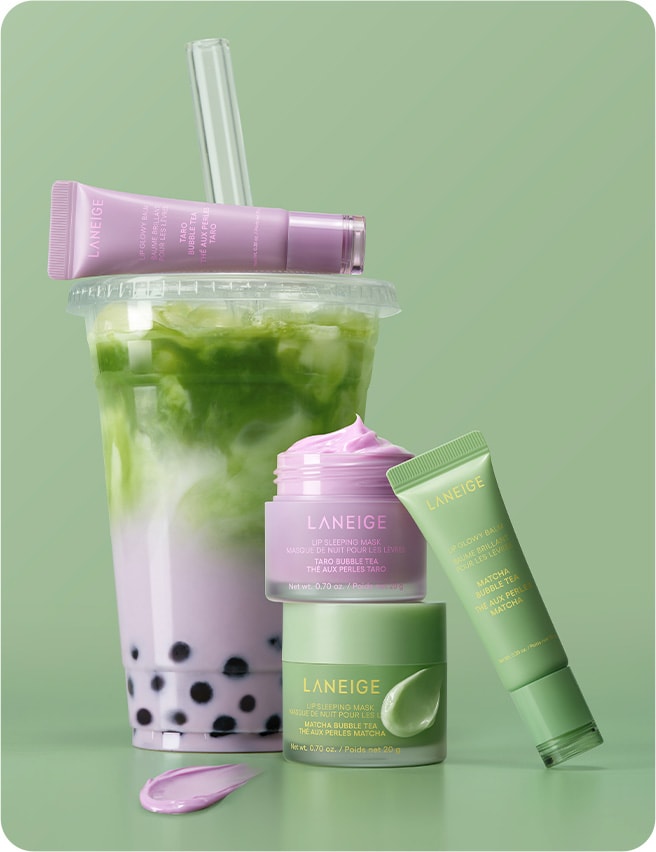 LANEIGE
LIP GLOWY BALM
BAUME BRILLANT
POUR LES LÈVRES
TARO
BUBBLE TEA
THÉ AUX PERLES
TARO
LANEIGE
LIP SLEEPING MASK
MASQUE DE NUIT POUR LES LÈVRES
TARO BUBBLE TEA
THÉ AUX PERLES TARO
Net wt. 0.70 oz. / Poids net 20 g
LANEIGE
LIP GLOWY BALM
BAUME BRILLANT
POUR LES LÈVRES
MATCHA
BUBBLE TEA
THÉ AUX PERLES
MATCHA
LANEIGE
LIP SLEEPING MASK
MASQUE DE NUIT POUR LES
MATCHA BUBBLE TEA
THÉ AUX PERLES MATCHA
Net wt. 0.70 oz. / Poids net 20 g